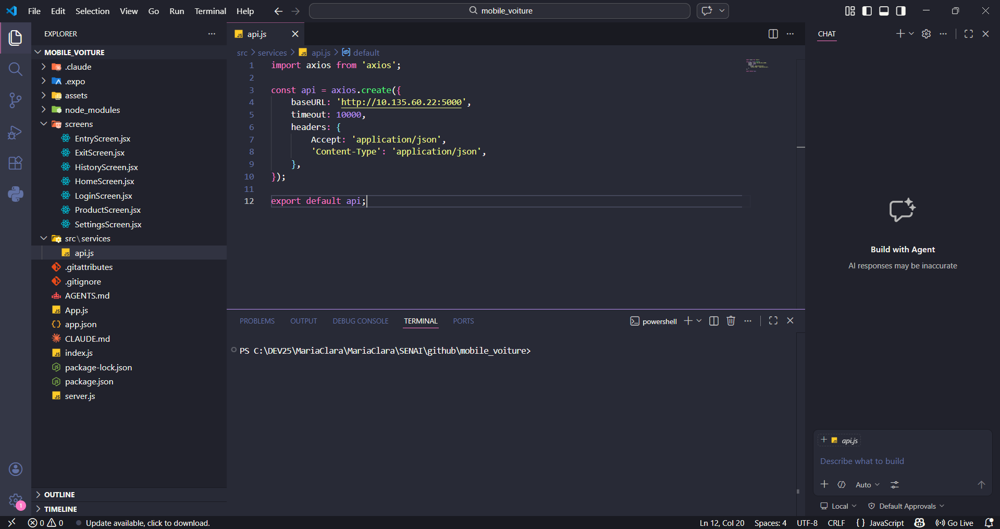 File Edit Selection View Go Run Terminal Help mobile_voiture
EXPLORER
MOBILE_VOITURE
.claude
.expo
assets
node_modules
screens
EntryScreen.jsx
ExitScreen.jsx
HistoryScreen.jsx
HomeScreen.jsx
LoginScreen.jsx
ProductScreen.jsx
SettingsScreen.jsx
src\services
api.js
.gitattributes
.gitignore
AGENTS.md
App.js
app.json
CLAUDE.md
index.js
package-lock.json
package.json
server.js
OUTLINE
TIMELINE
1
api.js
src > services > api.js > default
1 import axios from 'axios';
2
3 const api = axios.create({
4 baseURL: 'http://10.135.60.22:5000',
5 timeout: 10000,
6 headers: {
7 Accept: 'application/json',
8 'Content-Type': 'application/json',
9 },
10 });
11
12 export default api;
PROBLEMS OUTPUT DEBUG CONSOLE TERMINAL PORTS powershell
PS C:\DEV25\MariaClara\MariaClara\SENAI\github\mobile_voiture>
CHAT
Build with Agent
AI responses may be inaccurate
api.js
Describe what to build
Auto
Local Default Approvals
0 0 Update available, click to download. Ln 12, Col 20 Spaces: 4 UTF-8 CRLF {} JavaScript Go Live